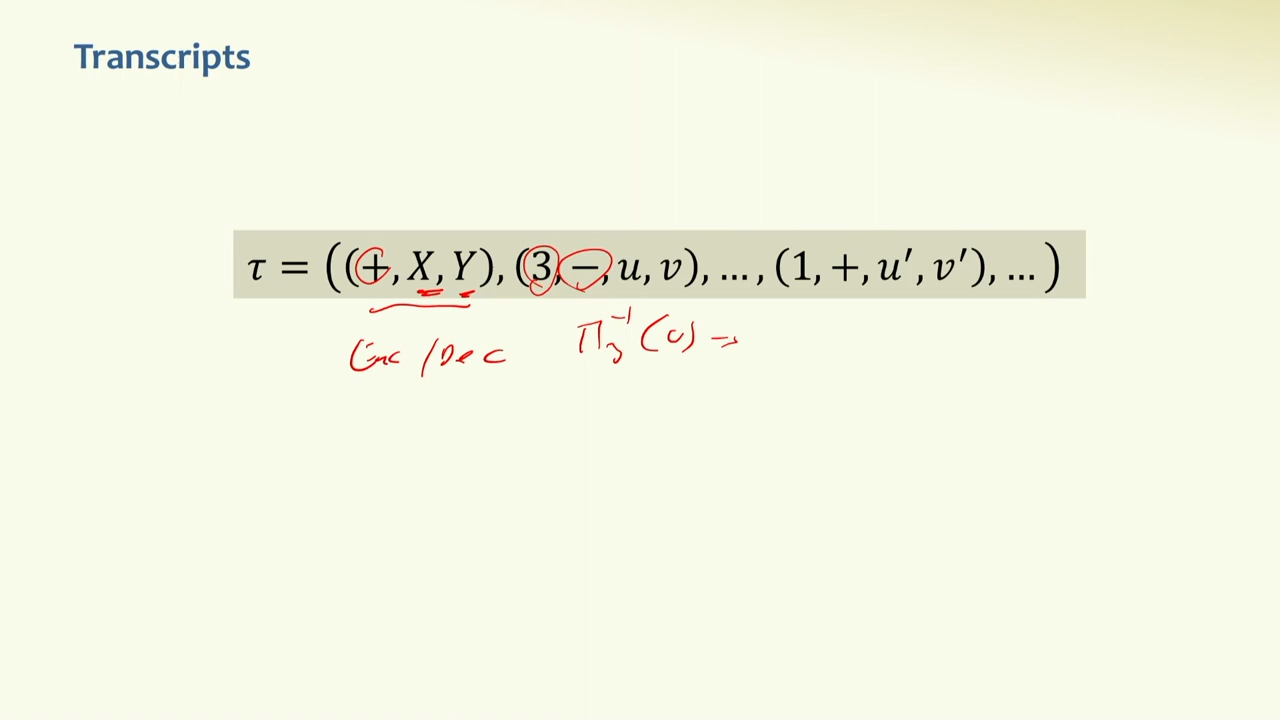 Transcripts
τ = ((+, X, Y), (3, −, u, v), … , (1, +, u′, v′), … )
Enc/Dec Π₃⁻¹(v) →